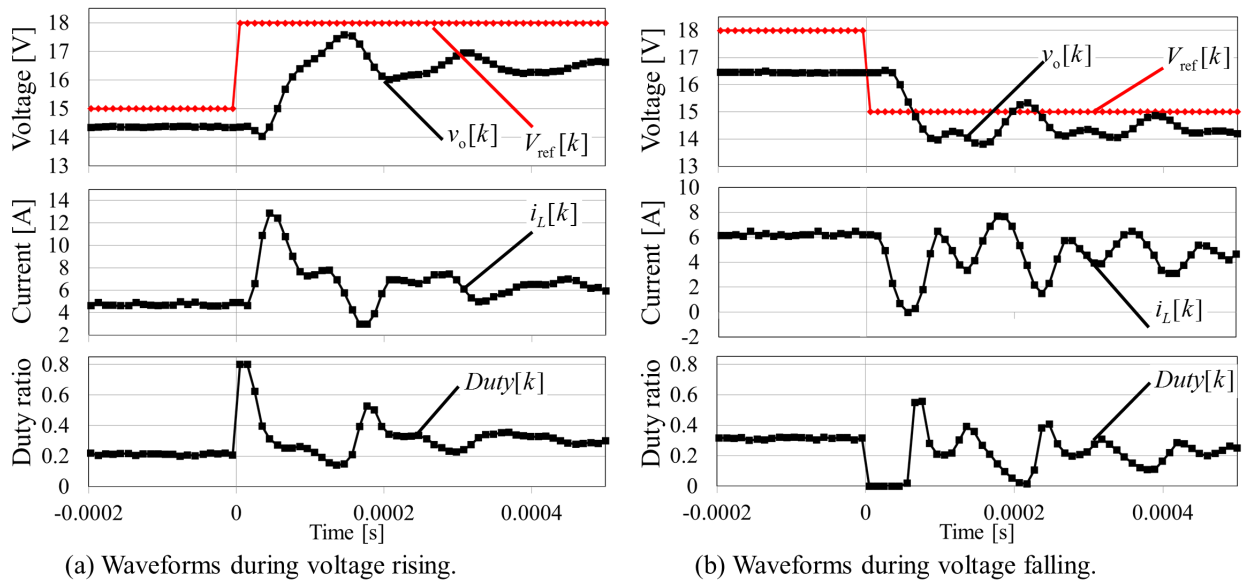 Voltage [V]
18
17
16
15
14
13
v_o[k]
V_ref[k]
Current [A]
14
12
10
8
6
4
2
i_L[k]
Duty ratio
0.8
0.6
0.4
0.2
0
Duty[k]
-0.0002
0
0.0002
0.0004
Time [s]
(a) Waveforms during voltage rising.
Voltage [V]
18
17
16
15
14
13
v_o[k]
V_ref[k]
Current [A]
10
8
6
4
2
0
-2
i_L[k]
Duty ratio
0.8
0.6
0.4
0.2
0
Duty[k]
-0.0002
0
0.0002
0.0004
Time [s]
(b) Waveforms during voltage falling.